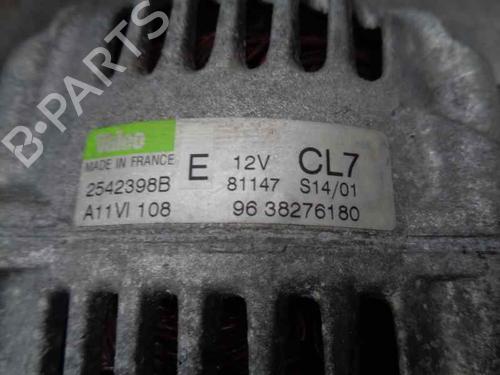 B-PARTS
Valeo
MADE IN FRANCE E 12V CL7
2542398B 81147 S14/01
A11VI 108 96 38276180